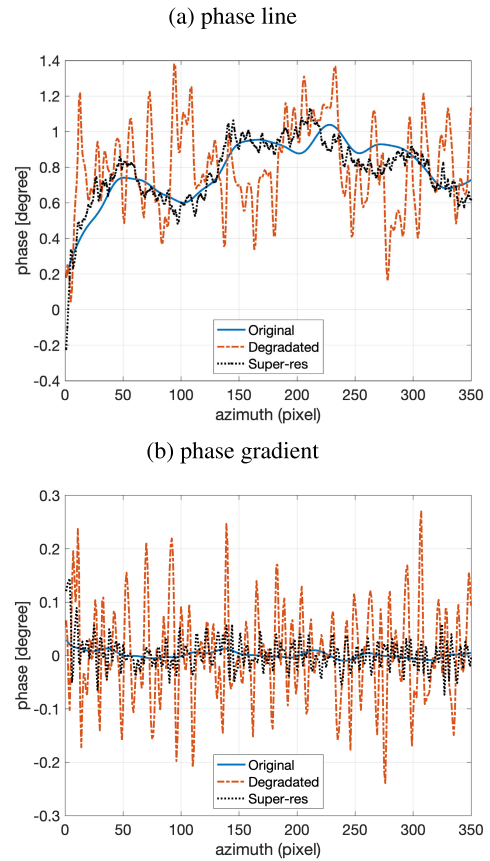 (a) phase line
1.4
1.2
1
0.8
0.6
0.4
0.2
0
-0.2
-0.4
phase [degree]
Original
Degradated
Super-res
0 50 100 150 200 250 300 350
azimuth (pixel)
(b) phase gradient
0.3
0.2
0.1
0
-0.1
-0.2
-0.3
phase [degree]
Original
Degradated
Super-res
0 50 100 150 200 250 300 350
azimuth (pixel)